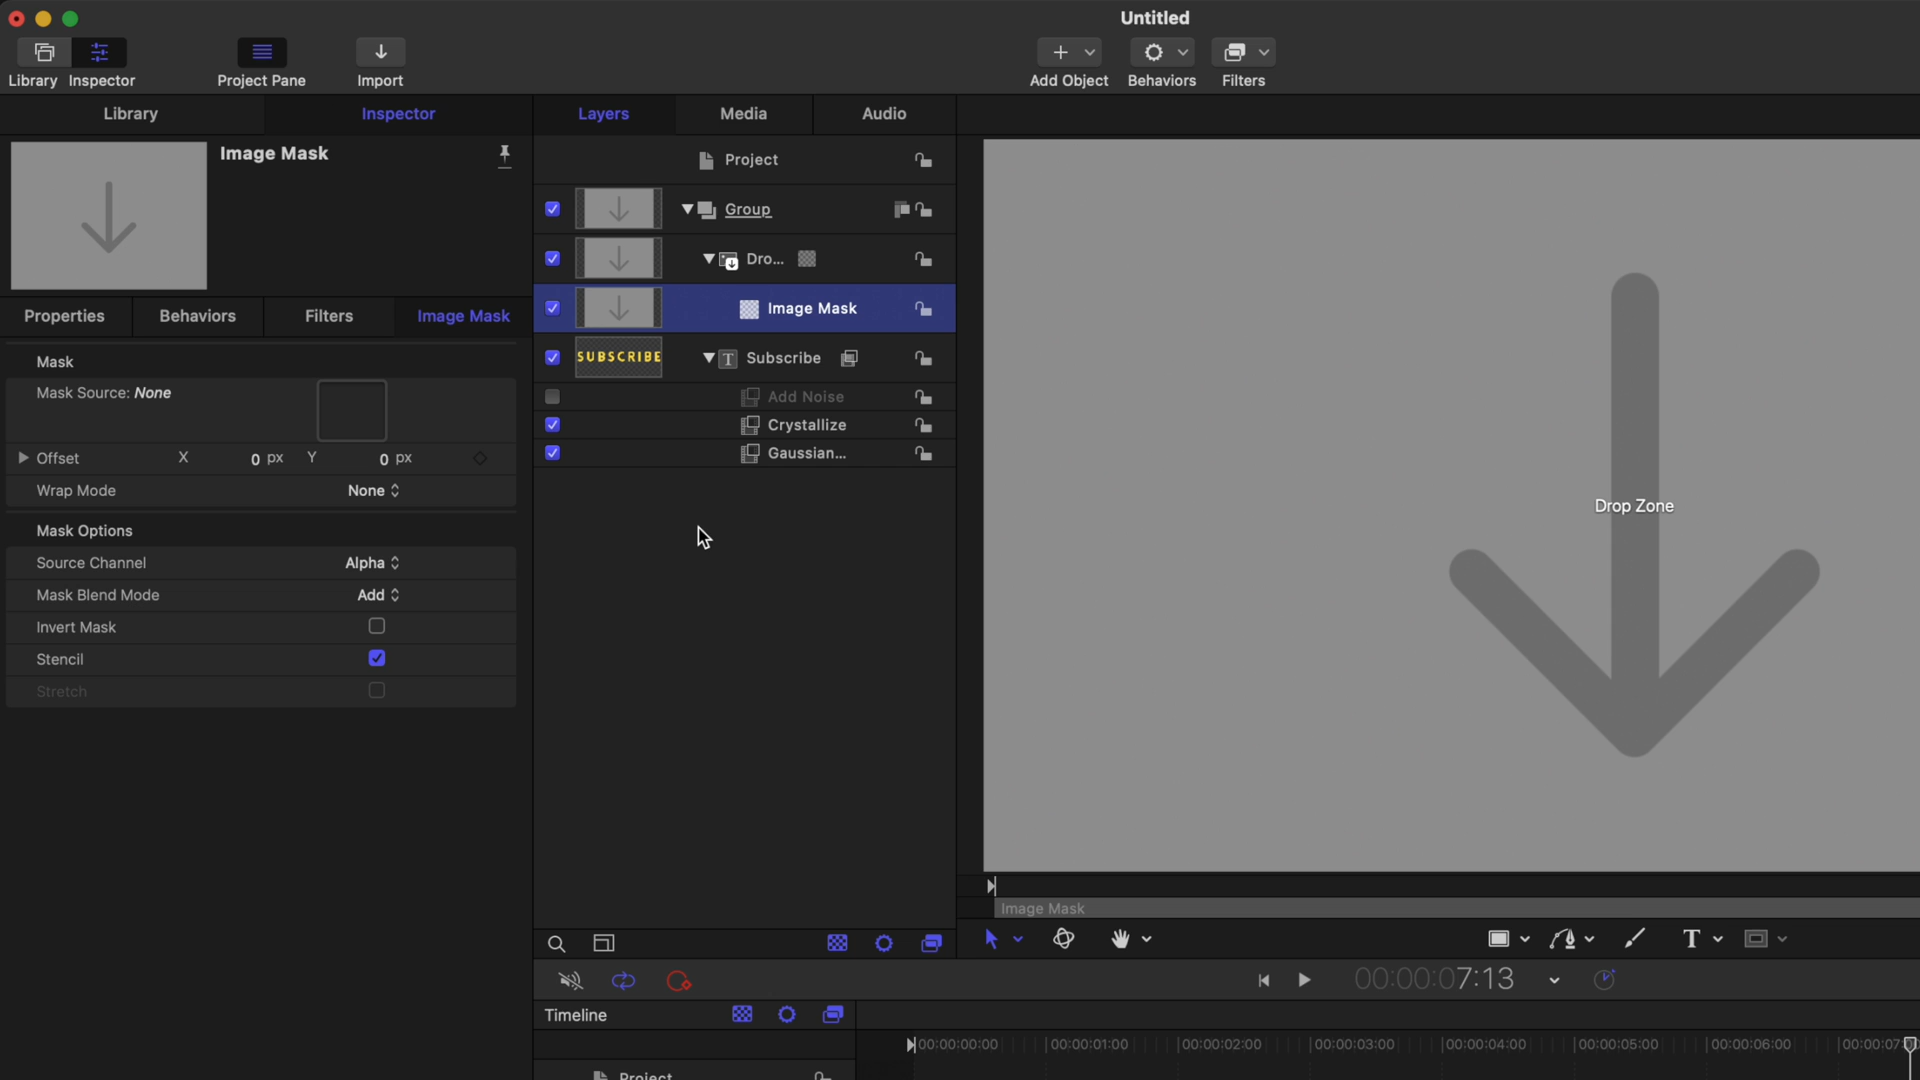 Untitled
Library Inspector Project Pane Import Add Object Behaviors Filters
Library Inspector Layers Media Audio
Image Mask
Project
Group
Dro...
Image Mask
Properties Behaviors Filters Image Mask
SUBSCRIBE Subscribe
Mask
Mask Source: None
Add Noise
Crystallize
Gaussian...
Offset X 0 px Y 0 px
Wrap Mode None
Drop Zone
Mask Options
Source Channel Alpha
Mask Blend Mode Add
Invert Mask
Stencil
Stretch
Image Mask
T
00:00:07:13
Timeline
00:00:00:00 00:00:01:00 00:00:02:00 00:00:03:00 00:00:04:00 00:00:05:00 00:00:06:00
Project